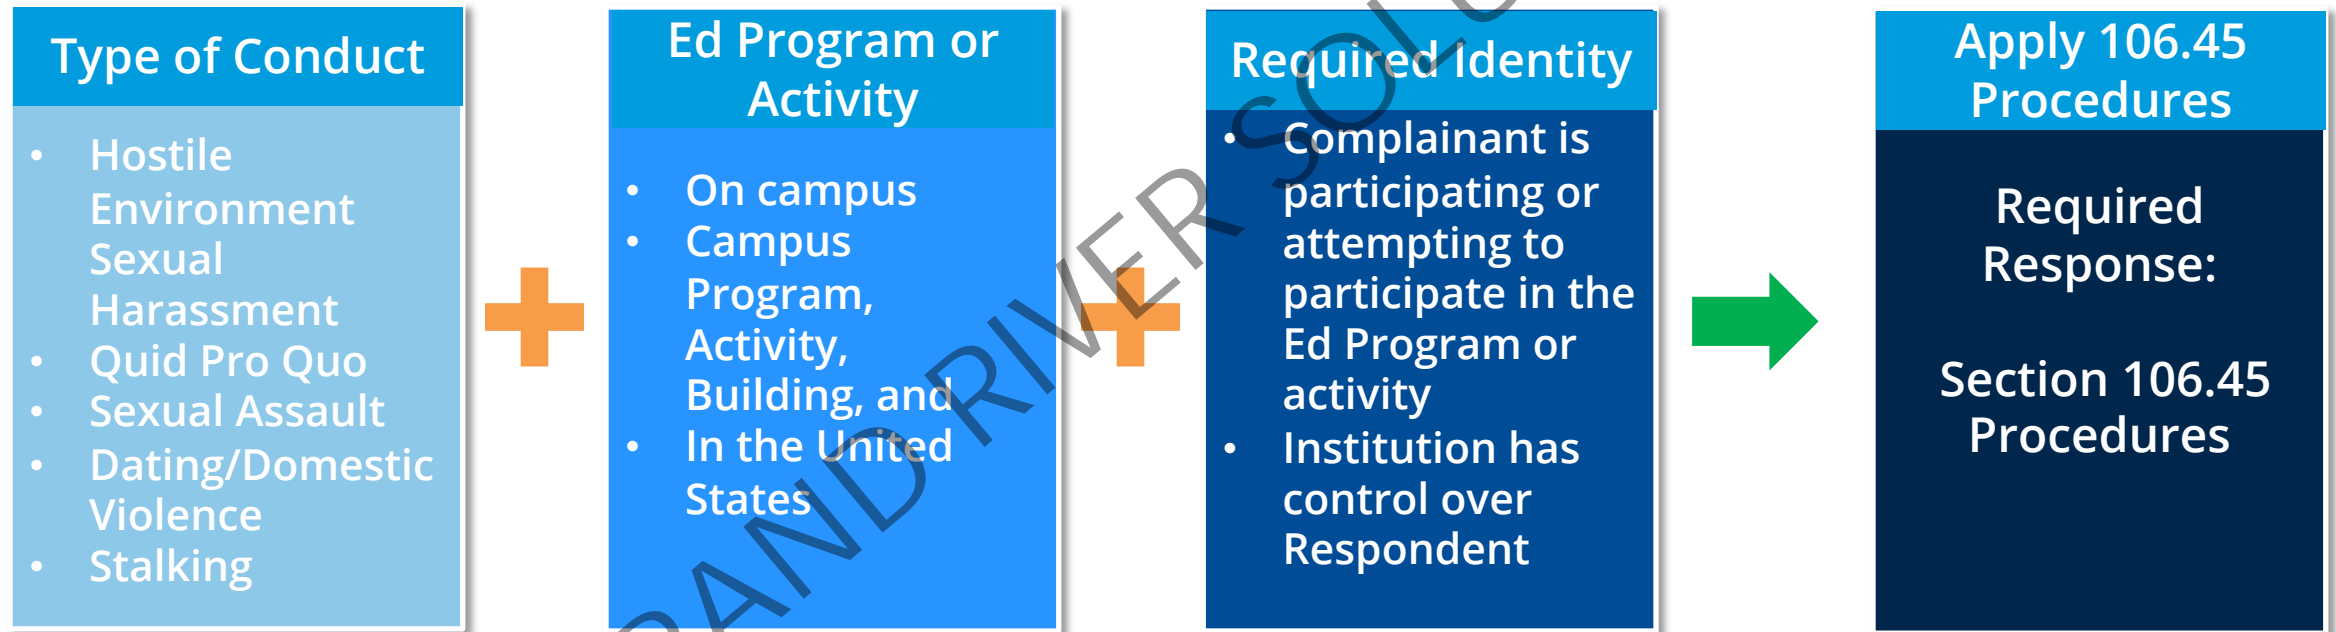 Type of Conduct
• Hostile
Environment
Sexual
Harassment
• Quid Pro Quo
• Sexual Assault
• Dating/Domestic
Violence
• Stalking
Ed Program or
Activity
• On campus
• Campus
Program,
Activity,
Building, and
• In the United
States
Required Identity
• Complainant is
participating or
attempting to
participate in the
Ed Program or
activity
• Institution has
control over
Respondent
Apply 106.45
Procedures
Required
Response:
Section 106.45
Procedures
RIVER